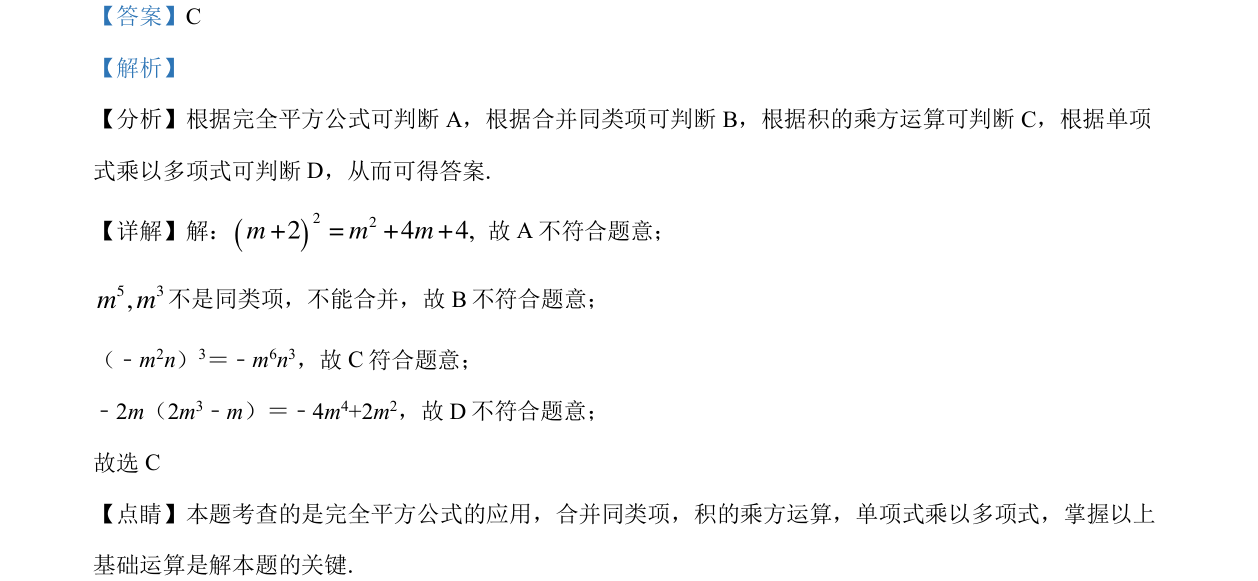 【答案】C
【解析】
【分析】根据完全平方公式可判断 A，根据合并同类项可判断 B，根据积的乘方运算可判断 C，根据单项
式乘以多项式可判断 D，从而可得答案.
【详解】解：(m+2)²=m²+4m+4, 故 A 不符合题意；
m⁵,m³不是同类项，不能合并，故 B 不符合题意；
（﹣m²n）³＝﹣m⁶n³，故 C 符合题意；
﹣2m（2m³﹣m）＝﹣4m⁴+2m²，故 D 不符合题意；
故选 C
【点睛】本题考查的是完全平方公式的应用，合并同类项，积的乘方运算，单项式乘以多项式，掌握以上
基础运算是解本题的关键.